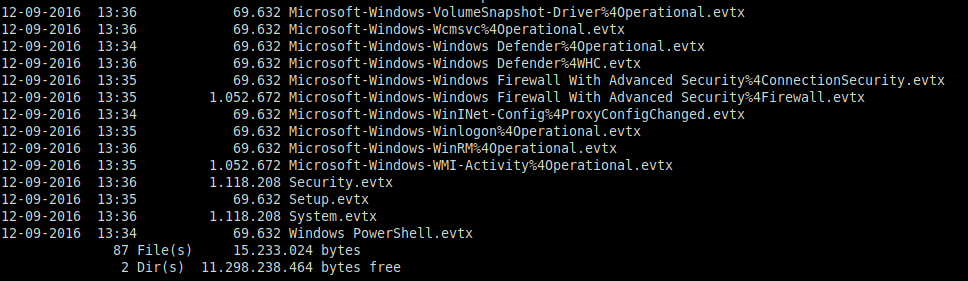 12-09-2016  13:36            69.632 Microsoft-Windows-VolumeSnapshot-Driver%4Operational.evtx
12-09-2016  13:36            69.632 Microsoft-Windows-Wcmsvc%4Operational.evtx
12-09-2016  13:34            69.632 Microsoft-Windows-Windows Defender%4Operational.evtx
12-09-2016  13:36            69.632 Microsoft-Windows-Windows Defender%4WHC.evtx
12-09-2016  13:35            69.632 Microsoft-Windows-Windows Firewall With Advanced Security%4ConnectionSecurity.evtx
12-09-2016  13:35         1.052.672 Microsoft-Windows-Windows Firewall With Advanced Security%4Firewall.evtx
12-09-2016  13:34            69.632 Microsoft-Windows-WinINet-Config%4ProxyConfigChanged.evtx
12-09-2016  13:35            69.632 Microsoft-Windows-Winlogon%4Operational.evtx
12-09-2016  13:36            69.632 Microsoft-Windows-WinRM%4Operational.evtx
12-09-2016  13:35         1.052.672 Microsoft-Windows-WMI-Activity%4Operational.evtx
12-09-2016  13:36         1.118.208 Security.evtx
12-09-2016  13:35            69.632 Setup.evtx
12-09-2016  13:36         1.118.208 System.evtx
12-09-2016  13:34            69.632 Windows PowerShell.evtx
              87 File(s)     15.233.024 bytes
               2 Dir(s)  11.298.238.464 bytes free